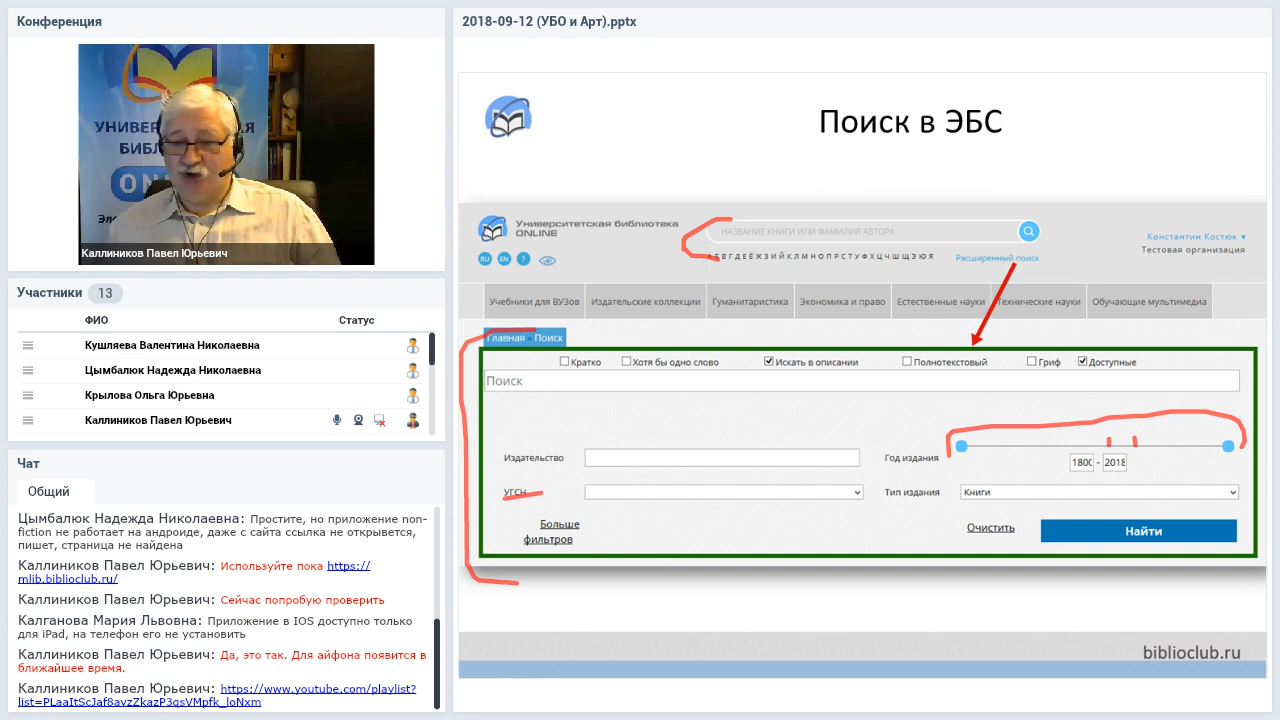 Конференция
УНИВЕР
АЯ
БИБЛ
ON
Эле
Каллиников Павел Юрьевич
Участники 13
ФИО Статус
Кушляева Валентина Николаевна
Цымбалюк Надежда Николаевна
Крылова Ольга Юрьевна
Каллиников Павел Юрьевич
Чат
Общий
Цымбалюк Надежда Николаевна: Простите, но приложение non-
fiction не работает на андроиде, даже с сайта ссылка не открывется,
пишет, страница не найдена
Каллиников Павел Юрьевич: Используйте пока https://
mlib.biblioclub.ru/
Каллиников Павел Юрьевич: Сейчас попробую проверить
Калганова Мария Львовна: Приложение в IOS доступно только
для iPad, на телефон его не установить
Каллиников Павел Юрьевич: Да, это так. Для айфона появится в
ближайшее время.
Каллиников Павел Юрьевич: https://www.youtube.com/playlist?
list=PLaaItScJaf8avzZkazP3qsVMpfk_loNxm
2018-09-12 (УБО и Арт).pptx
Поиск в ЭБС
Университетская библиотека
ONLINE
НАЗВАНИЕ КНИГИ ИЛИ ФАМИЛИЯ АВТОРА
RU EN ?
А Б В Г Д Е Ё Ж З И Й К Л М Н О П Р С Т У Ф Х Ц Ч Ш Щ Э Ю Я
Расширенный поиск
Константин Костюк ▾
Тестовая организация
Учебники для ВУЗов Издательские коллекции Гуманитаристика Экономика и право Естественные науки Технические науки Обучающие мультимедиа
Главная Поиск
Кратко Хотя бы одно слово Искать в описании Полнотекстовый Гриф Доступные
Поиск
Издательство Год издания
1800 - 2018
УГСН Тип издания Книги
Больше
фильтров
Очистить Найти
biblioclub.ru